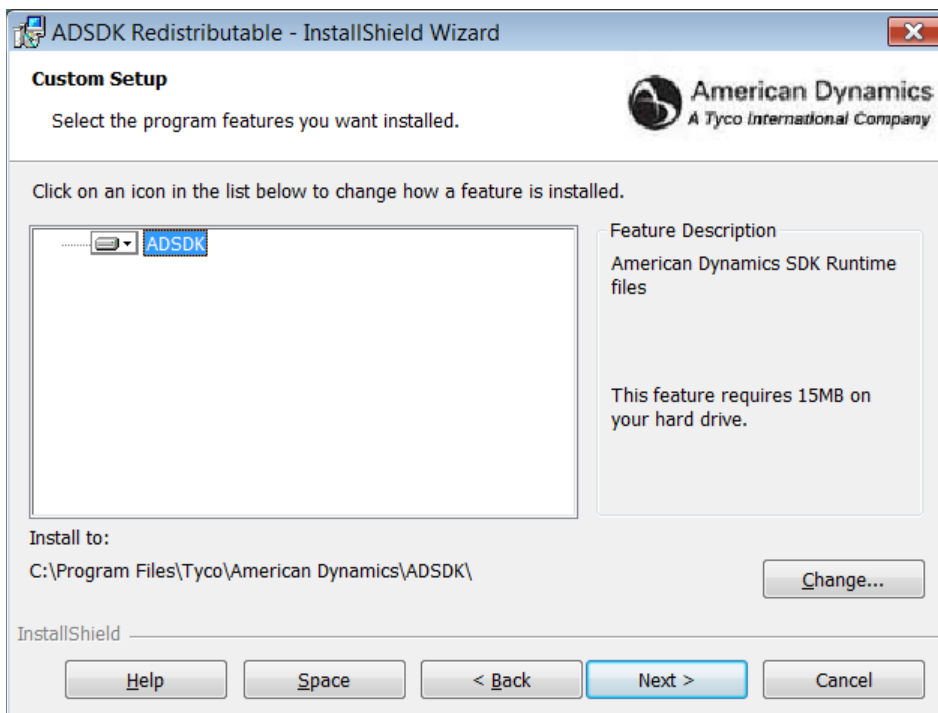 ADSDK Redistributable - InstallShield Wizard
Custom Setup
Select the program features you want installed.
American Dynamics
A Tyco International Company
Click on an icon in the list below to change how a feature is installed.
ADSDK
Feature Description
American Dynamics SDK Runtime
files
This feature requires 15MB on
your hard drive.
Install to:
C:\Program Files\Tyco\American Dynamics\ADSDK\
Change...
InstallShield
Help
Space
< Back
Next >
Cancel